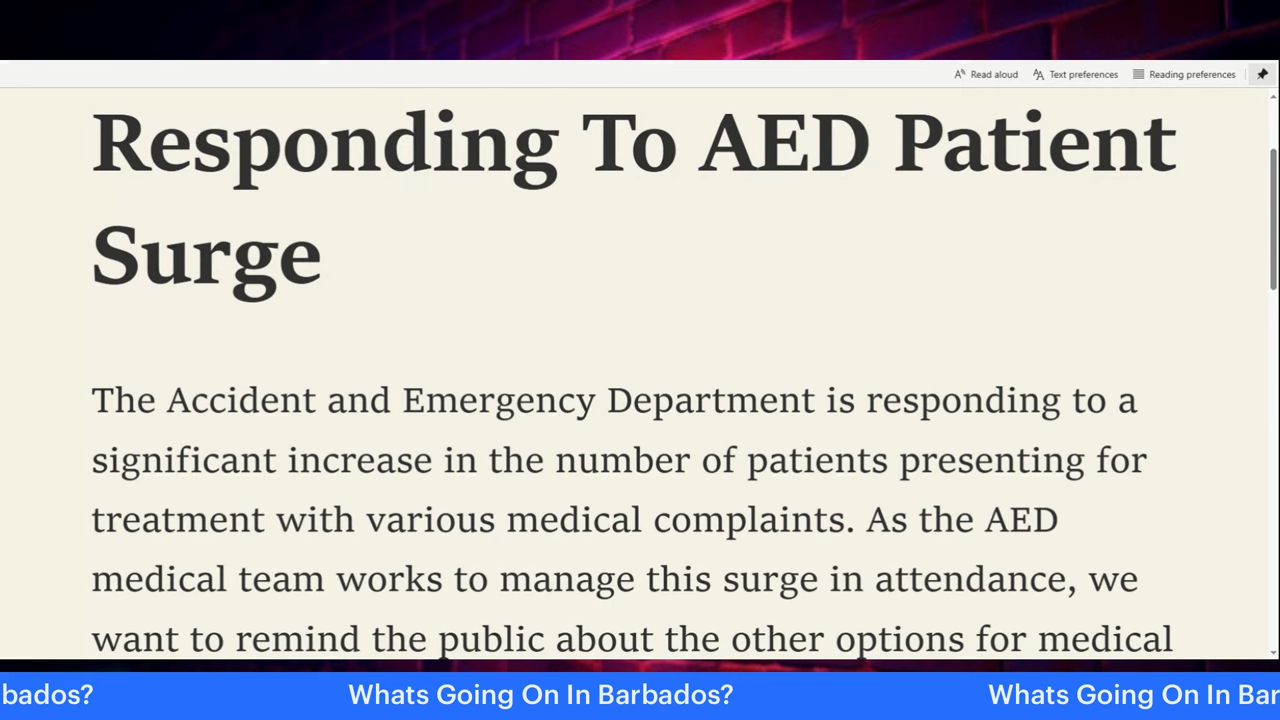 Read aloud Text preferences Reading preferences
Responding To AED Patient
Surge
The Accident and Emergency Department is responding to a
significant increase in the number of patients presenting for
treatment with various medical complaints. As the AED
medical team works to manage this surge in attendance, we
want to remind the public about the other options for medical
bados? Whats Going On In Barbados? Whats Going On In Bar